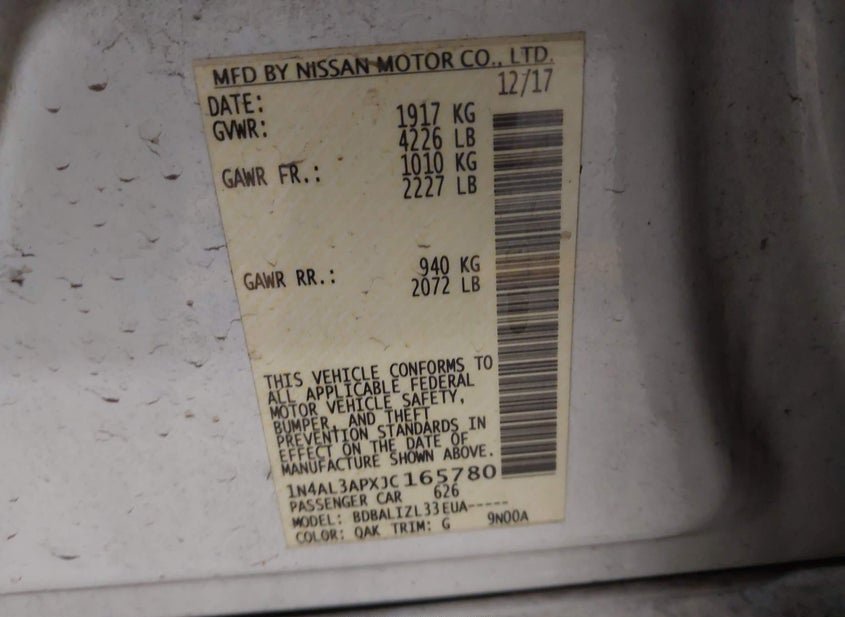 MFD BY NISSAN MOTOR CO., LTD.
DATE: 12/17
GVWR: 1917 KG
4226 LB
GAWR FR.: 1010 KG
2227 LB
GAWR RR.: 940 KG
2072 LB
THIS VEHICLE CONFORMS TO
ALL APPLICABLE FEDERAL
MOTOR VEHICLE SAFETY,
BUMPER, AND THEFT
PREVENTION STANDARDS IN
EFFECT ON THE DATE OF
MANUFACTURE SHOWN ABOVE.
1N4AL3APXJC165780
PASSENGER CAR 626
MODEL: BDBALIZL33EUA-----
COLOR: QAK TRIM: G 9N00A